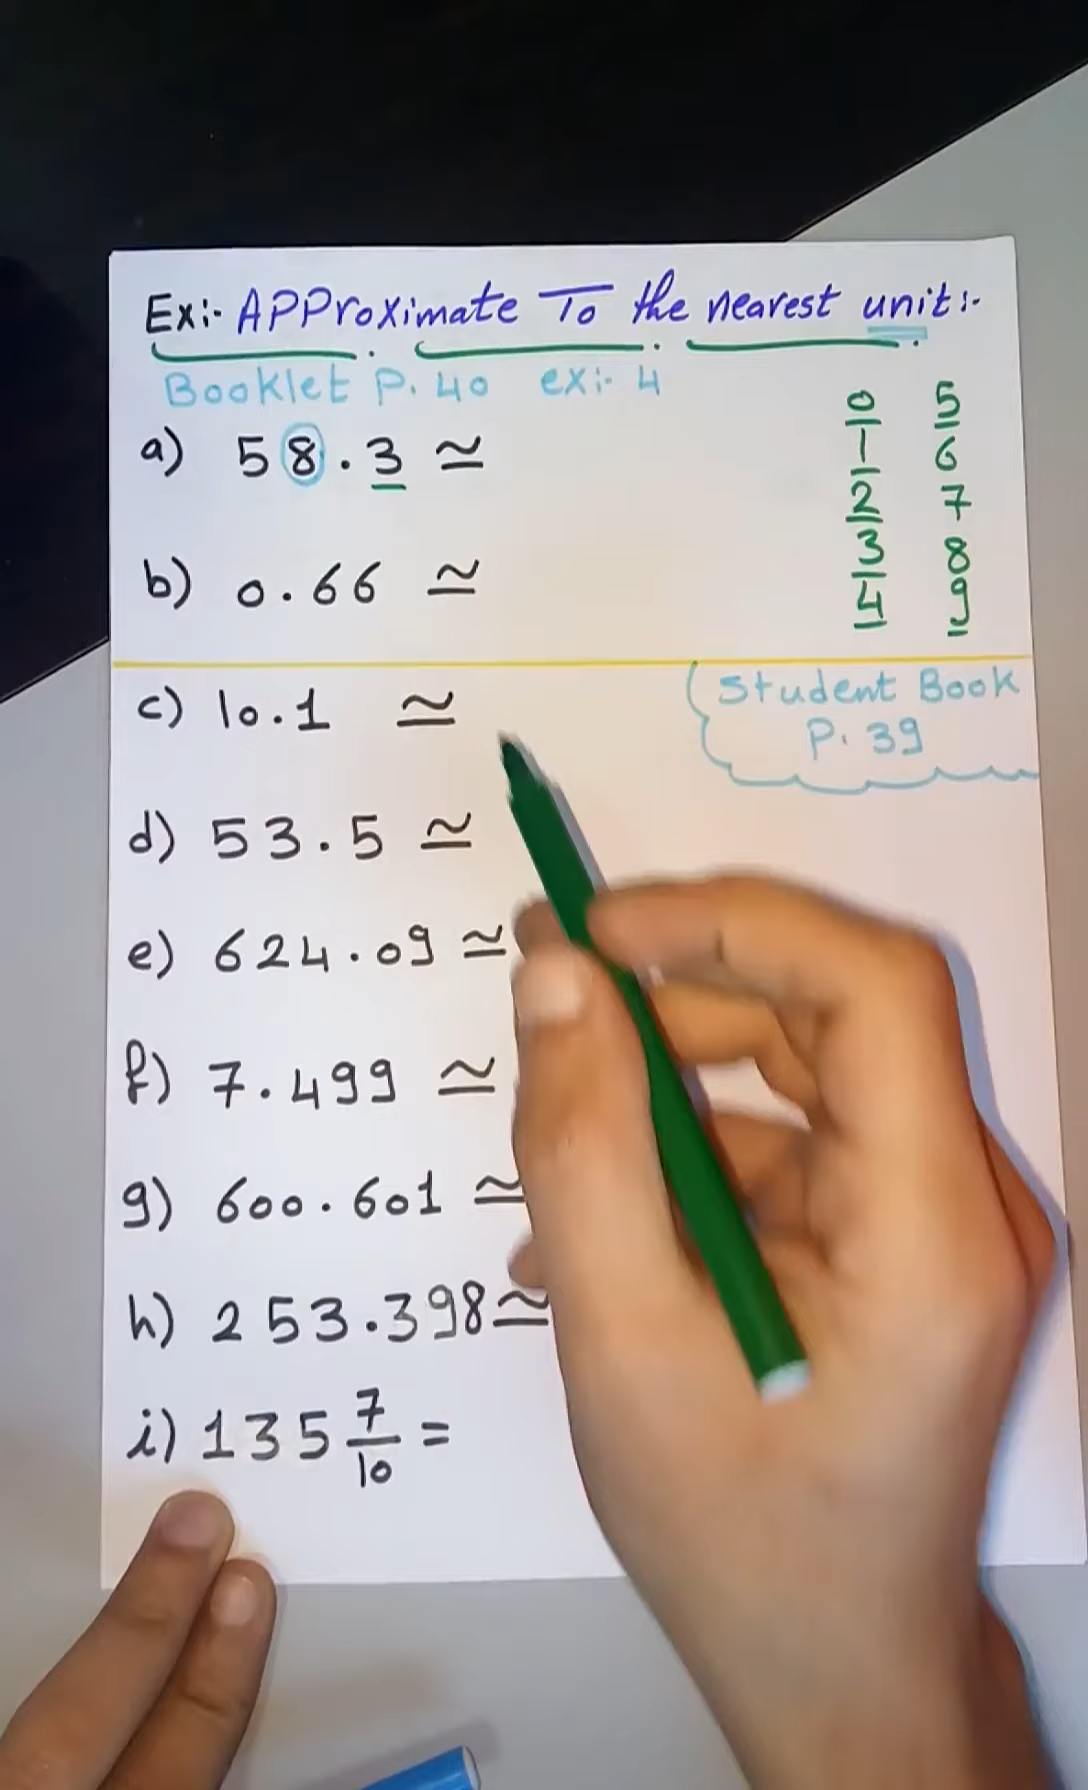 Ex:- APProximate To the nearest unit:-
Booklet P. 40 ex:- 4
0 5
1 6
2 7
3 8
4 9
a) 58.3 ≃
b) 0.66 ≃
Student Book
P. 39
c) 10.1 ≃
d) 53.5 ≃
e) 624.09 ≃
f) 7.499 ≃
g) 600.601 ≃
h) 253.398 ≃
i) 135 7/10 =